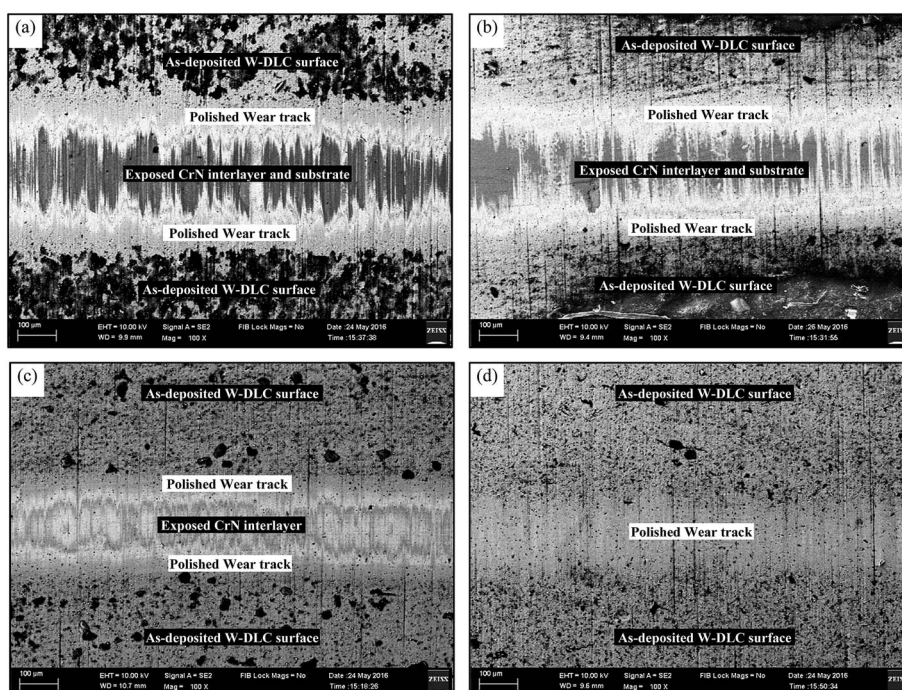 (a)
As-deposited W-DLC surface
Polished Wear track
Exposed CrN interlayer and substrate
Polished Wear track
As-deposited W-DLC surface
100 µm
EHT = 10.00 kV Signal A = SE2 FIB Lock Mags = No Date :24 May 2016
WD = 9.9 mm Mag = 100 X Time :15:37:38
ZEISS
(b)
As-deposited W-DLC surface
Polished Wear track
Exposed CrN interlayer and substrate
Polished Wear track
As-deposited W-DLC surface
100 µm
EHT = 10.00 kV Signal A = SE2 FIB Lock Mags = No Date :26 May 2016
WD = 9.4 mm Mag = 100 X Time :15:31:55
ZEISS
(c)
As-deposited W-DLC surface
Polished Wear track
Exposed CrN interlayer
Polished Wear track
As-deposited W-DLC surface
100 µm
EHT = 10.00 kV Signal A = SE2 FIB Lock Mags = No Date :24 May 2016
WD = 10.7 mm Mag = 100 X Time :15:18:26
ZEISS
(d)
As-deposited W-DLC surface
Polished Wear track
As-deposited W-DLC surface
100 µm
EHT = 10.00 kV Signal A = SE2 FIB Lock Mags = No Date :24 May 2016
WD = 9.6 mm Mag = 100 X Time :15:50:34
ZEISS